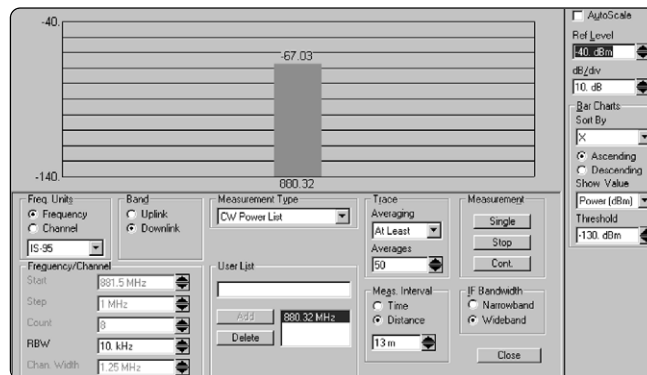 -40.
-67.03
-140.
880.32
AutoScale
Ref Level
-40. dBm
dB/div
10. dB
Bar Charts
Sort By
X
Ascending
Descending
Show Value
Power (dBm)
Threshold
-130. dBm
Freq. Units
Frequency
Channel
IS-95
Band
Uplink
Downlink
Frequency/Channel
Start
881.5 MHz
Step
1 MHz
Count
8
RBW
10. kHz
Chan. Width
1.25 MHz
Measurement Type
CW Power List
User List
Add
Delete
880.32 MHz
Trace
Averaging
At Least
Averages
50
Meas. Interval
Time
Distance
13 m
Measurement
Single
Stop
Cont.
IF Bandwidth
Narrowband
Wideband
Close